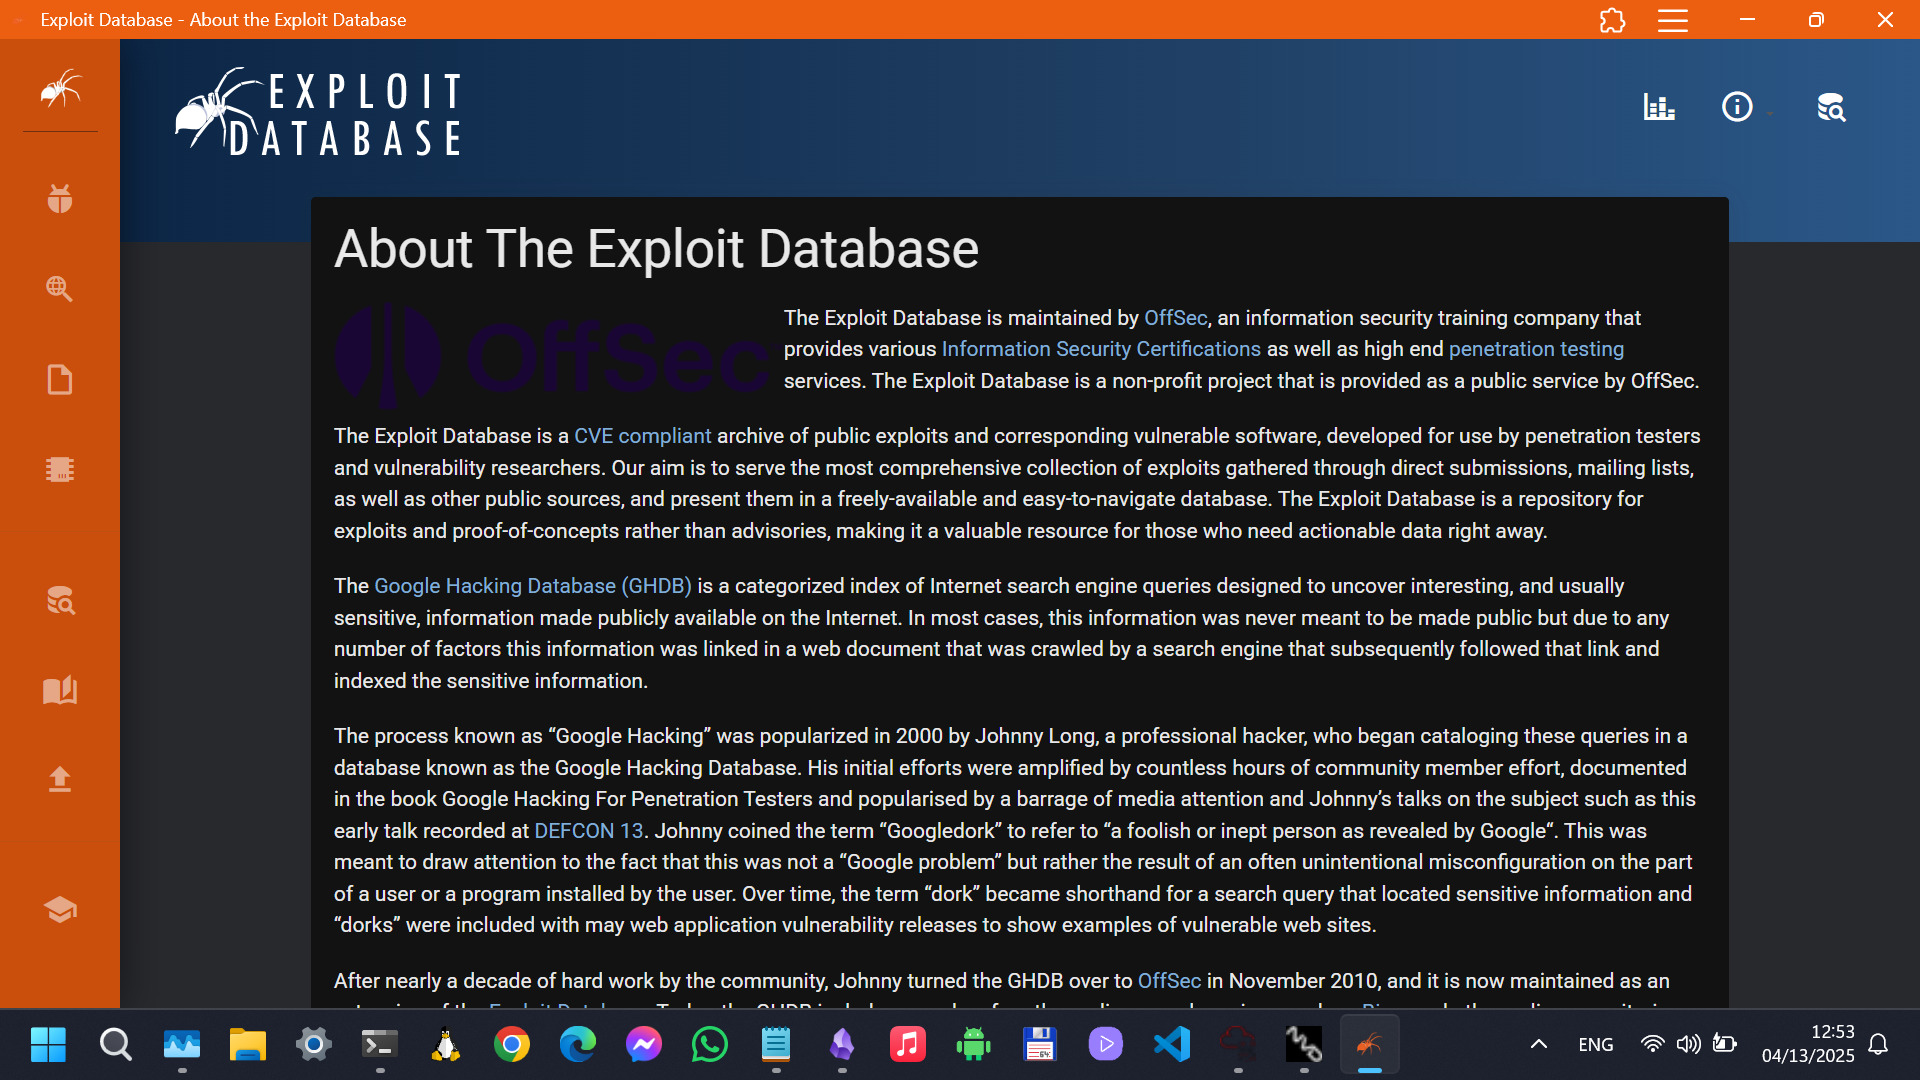 Exploit Database - About the Exploit Database
EXPLOIT
DATABASE
About The Exploit Database
OffSec
The Exploit Database is maintained by OffSec, an information security training company that
provides various Information Security Certifications as well as high end penetration testing
services. The Exploit Database is a non-profit project that is provided as a public service by OffSec.
The Exploit Database is a CVE compliant archive of public exploits and corresponding vulnerable software, developed for use by penetration testers
and vulnerability researchers. Our aim is to serve the most comprehensive collection of exploits gathered through direct submissions, mailing lists,
as well as other public sources, and present them in a freely-available and easy-to-navigate database. The Exploit Database is a repository for
exploits and proof-of-concepts rather than advisories, making it a valuable resource for those who need actionable data right away.
The Google Hacking Database (GHDB) is a categorized index of Internet search engine queries designed to uncover interesting, and usually
sensitive, information made publicly available on the Internet. In most cases, this information was never meant to be made public but due to any
number of factors this information was linked in a web document that was crawled by a search engine that subsequently followed that link and
indexed the sensitive information.
The process known as “Google Hacking” was popularized in 2000 by Johnny Long, a professional hacker, who began cataloging these queries in a
database known as the Google Hacking Database. His initial efforts were amplified by countless hours of community member effort, documented
in the book Google Hacking For Penetration Testers and popularised by a barrage of media attention and Johnny’s talks on the subject such as this
early talk recorded at DEFCON 13. Johnny coined the term “Googledork” to refer to “a foolish or inept person as revealed by Google“. This was
meant to draw attention to the fact that this was not a “Google problem” but rather the result of an often unintentional misconfiguration on the part
of a user or a program installed by the user. Over time, the term “dork” became shorthand for a search query that located sensitive information and
“dorks” were included with may web application vulnerability releases to show examples of vulnerable web sites.
After nearly a decade of hard work by the community, Johnny turned the GHDB over to OffSec in November 2010, and it is now maintained as an
64
ENG
12:53
04/13/2025